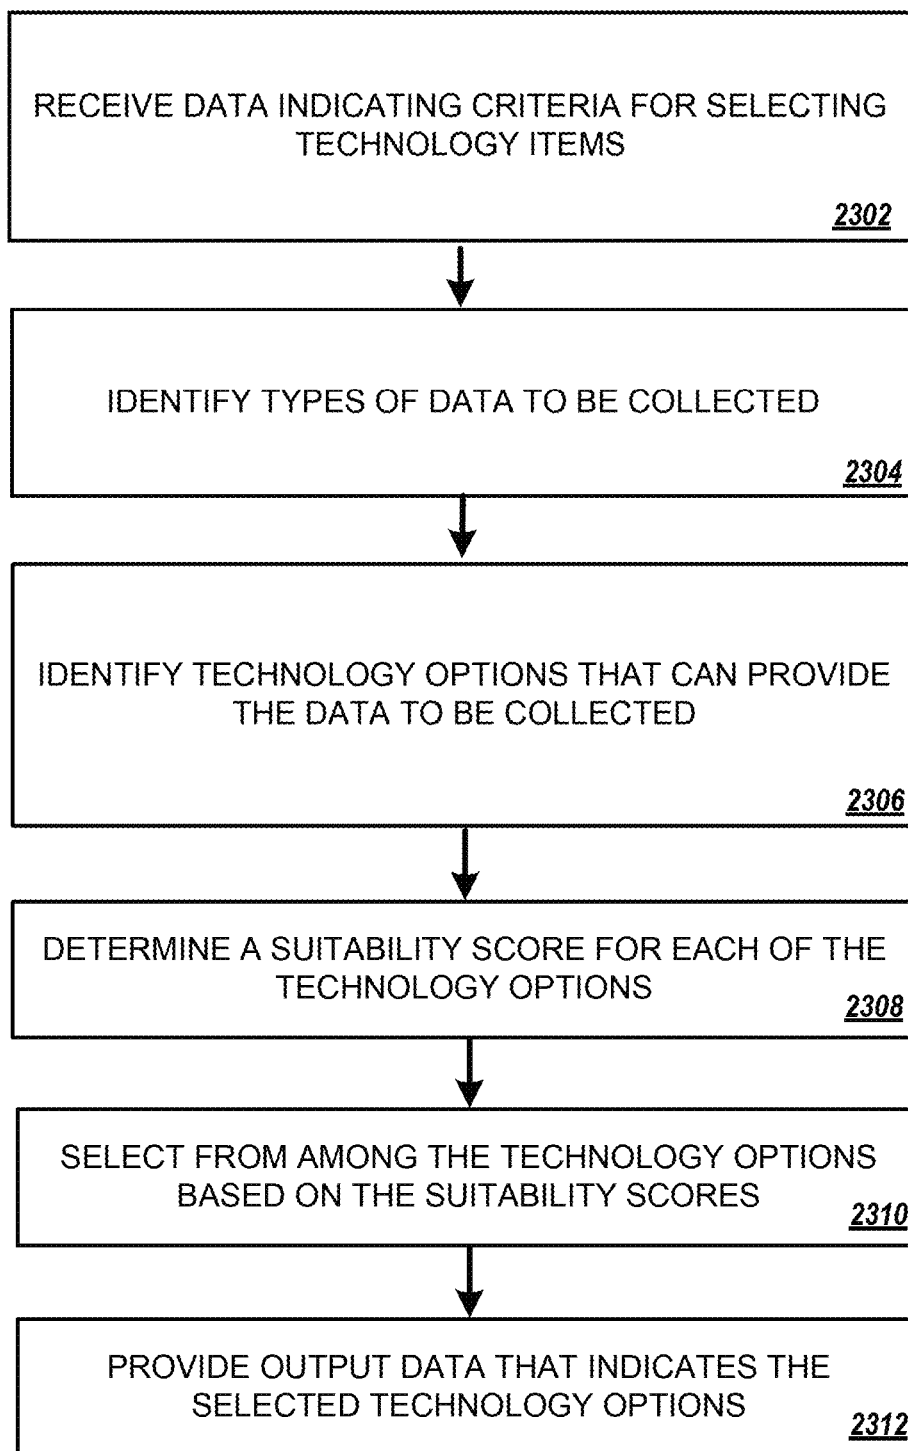 RECEIVE DATA INDICATING CRITERIA FOR SELECTING
TECHNOLOGY ITEMS
2302
IDENTIFY TYPES OF DATA TO BE COLLECTED
2304
IDENTIFY TECHNOLOGY OPTIONS THAT CAN PROVIDE
THE DATA TO BE COLLECTED
2306
DETERMINE A SUITABILITY SCORE FOR EACH OF THE
TECHNOLOGY OPTIONS
2308
SELECT FROM AMONG THE TECHNOLOGY OPTIONS
BASED ON THE SUITABILITY SCORES
2310
PROVIDE OUTPUT DATA THAT INDICATES THE
SELECTED TECHNOLOGY OPTIONS
2312